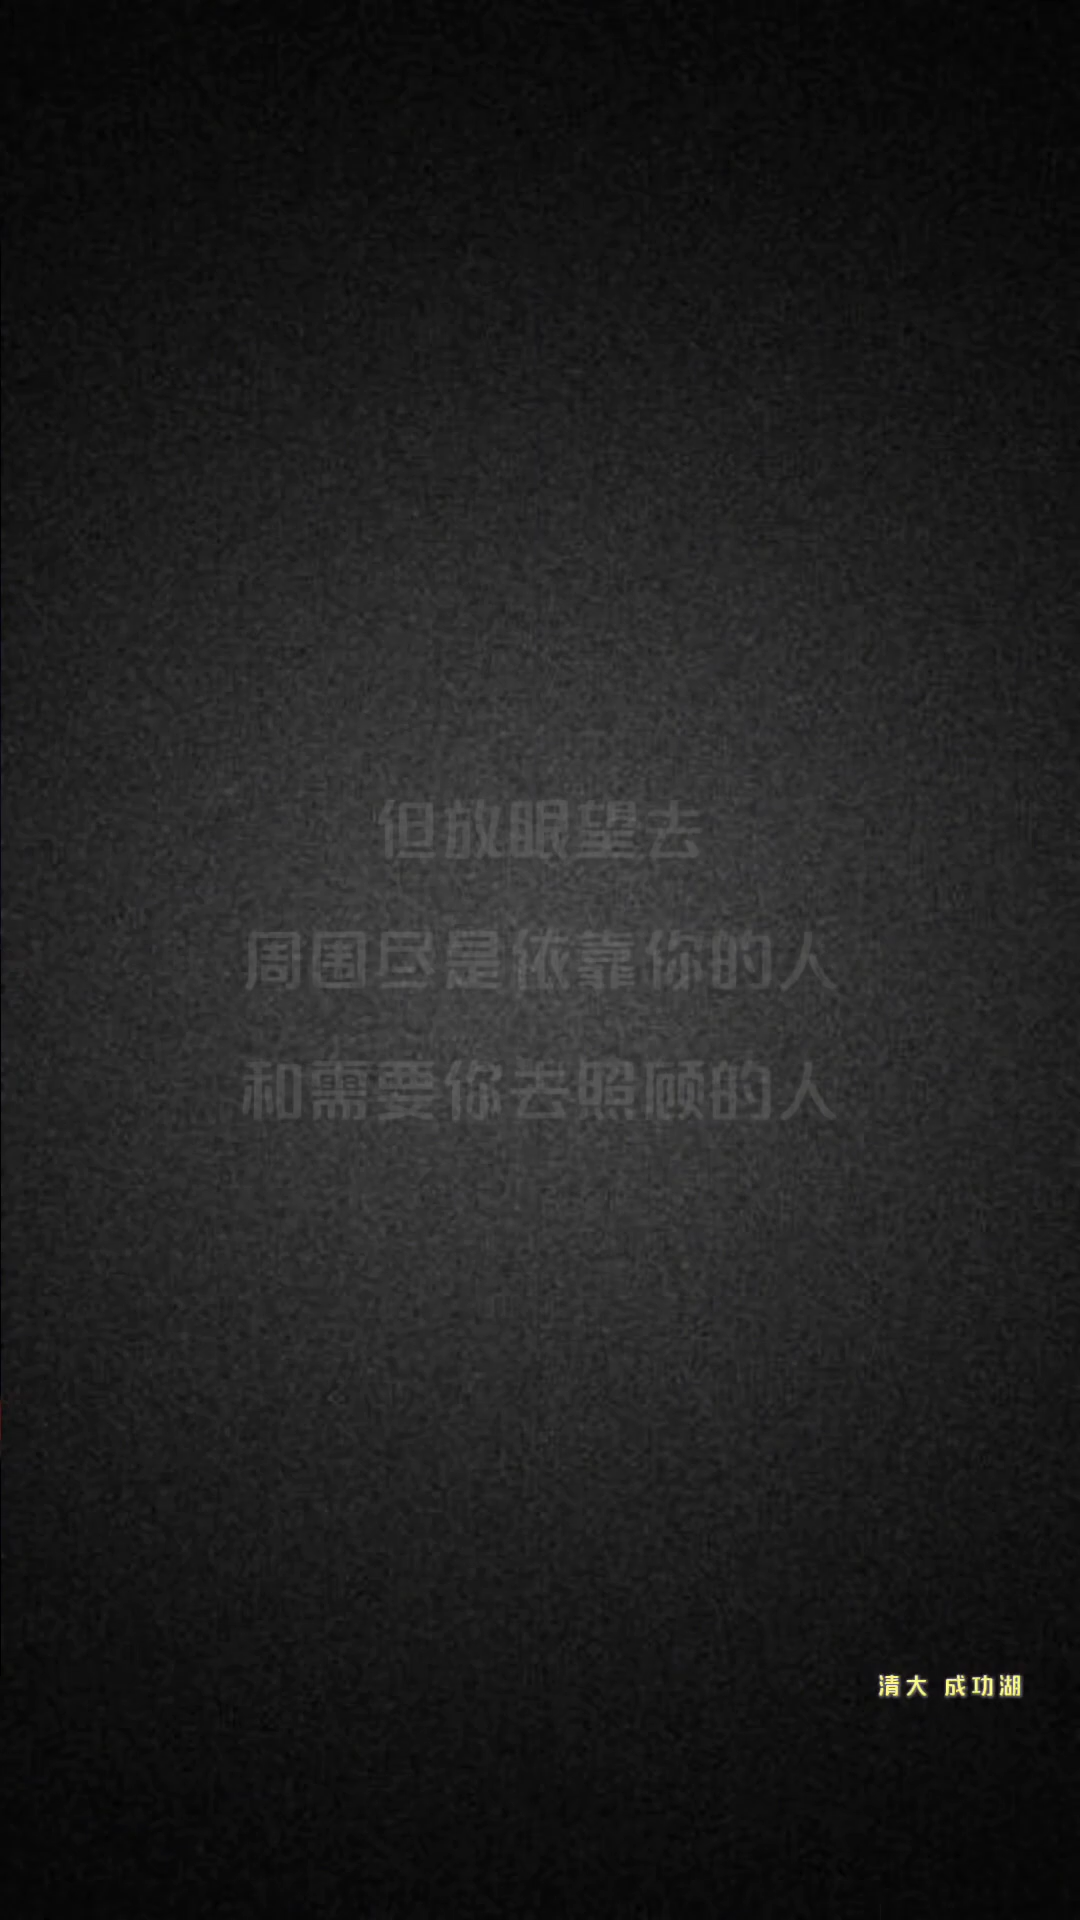 但放眼望去
周围尽是依靠你的人
和需要你去照顾的人
清大 成功湖